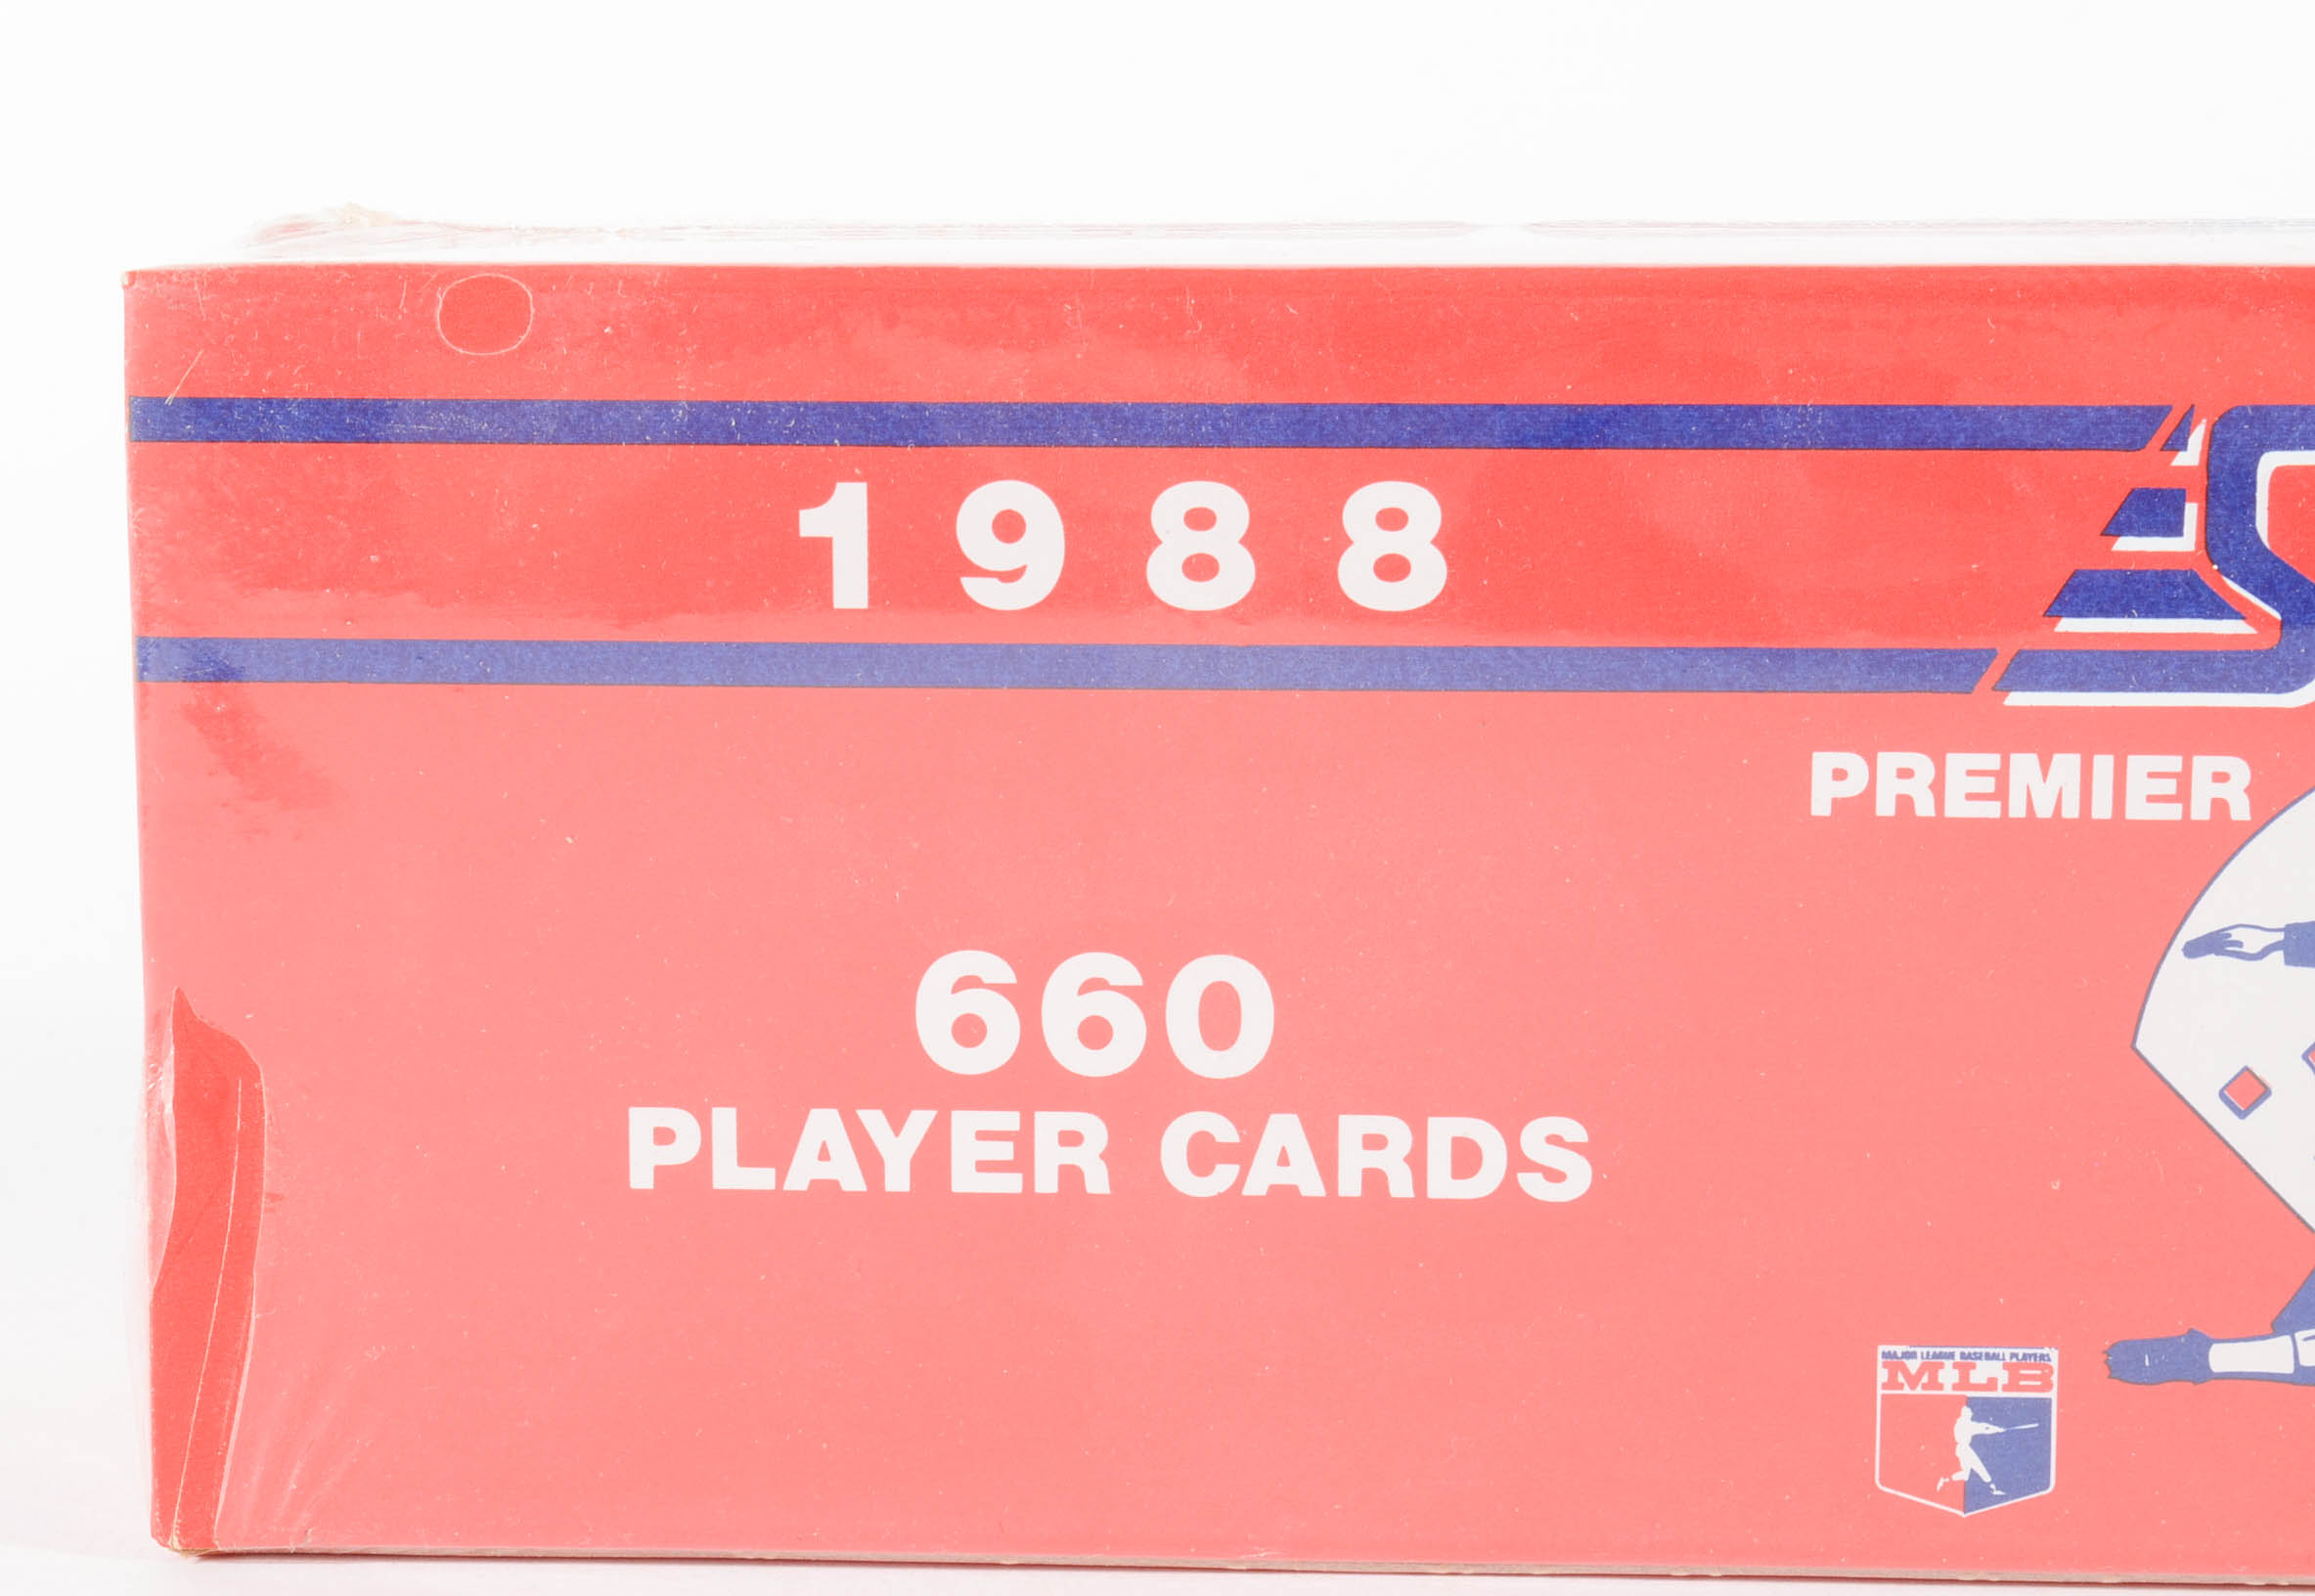 1988
S
PREMIER
660
PLAYER CARDS
MAJOR LEAGUE BASEBALL PLAYERS
MLB